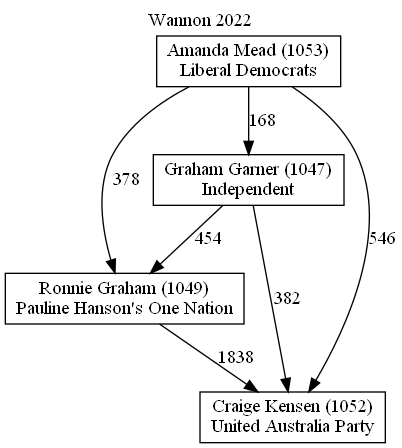 Wannon 2022
Amanda Mead (1053)
Liberal Democrats
168
Graham Garner (1047)
Independent
378
454
546
Ronnie Graham (1049)
Pauline Hanson's One Nation
382
1838
Craige Kensen (1052)
United Australia Party